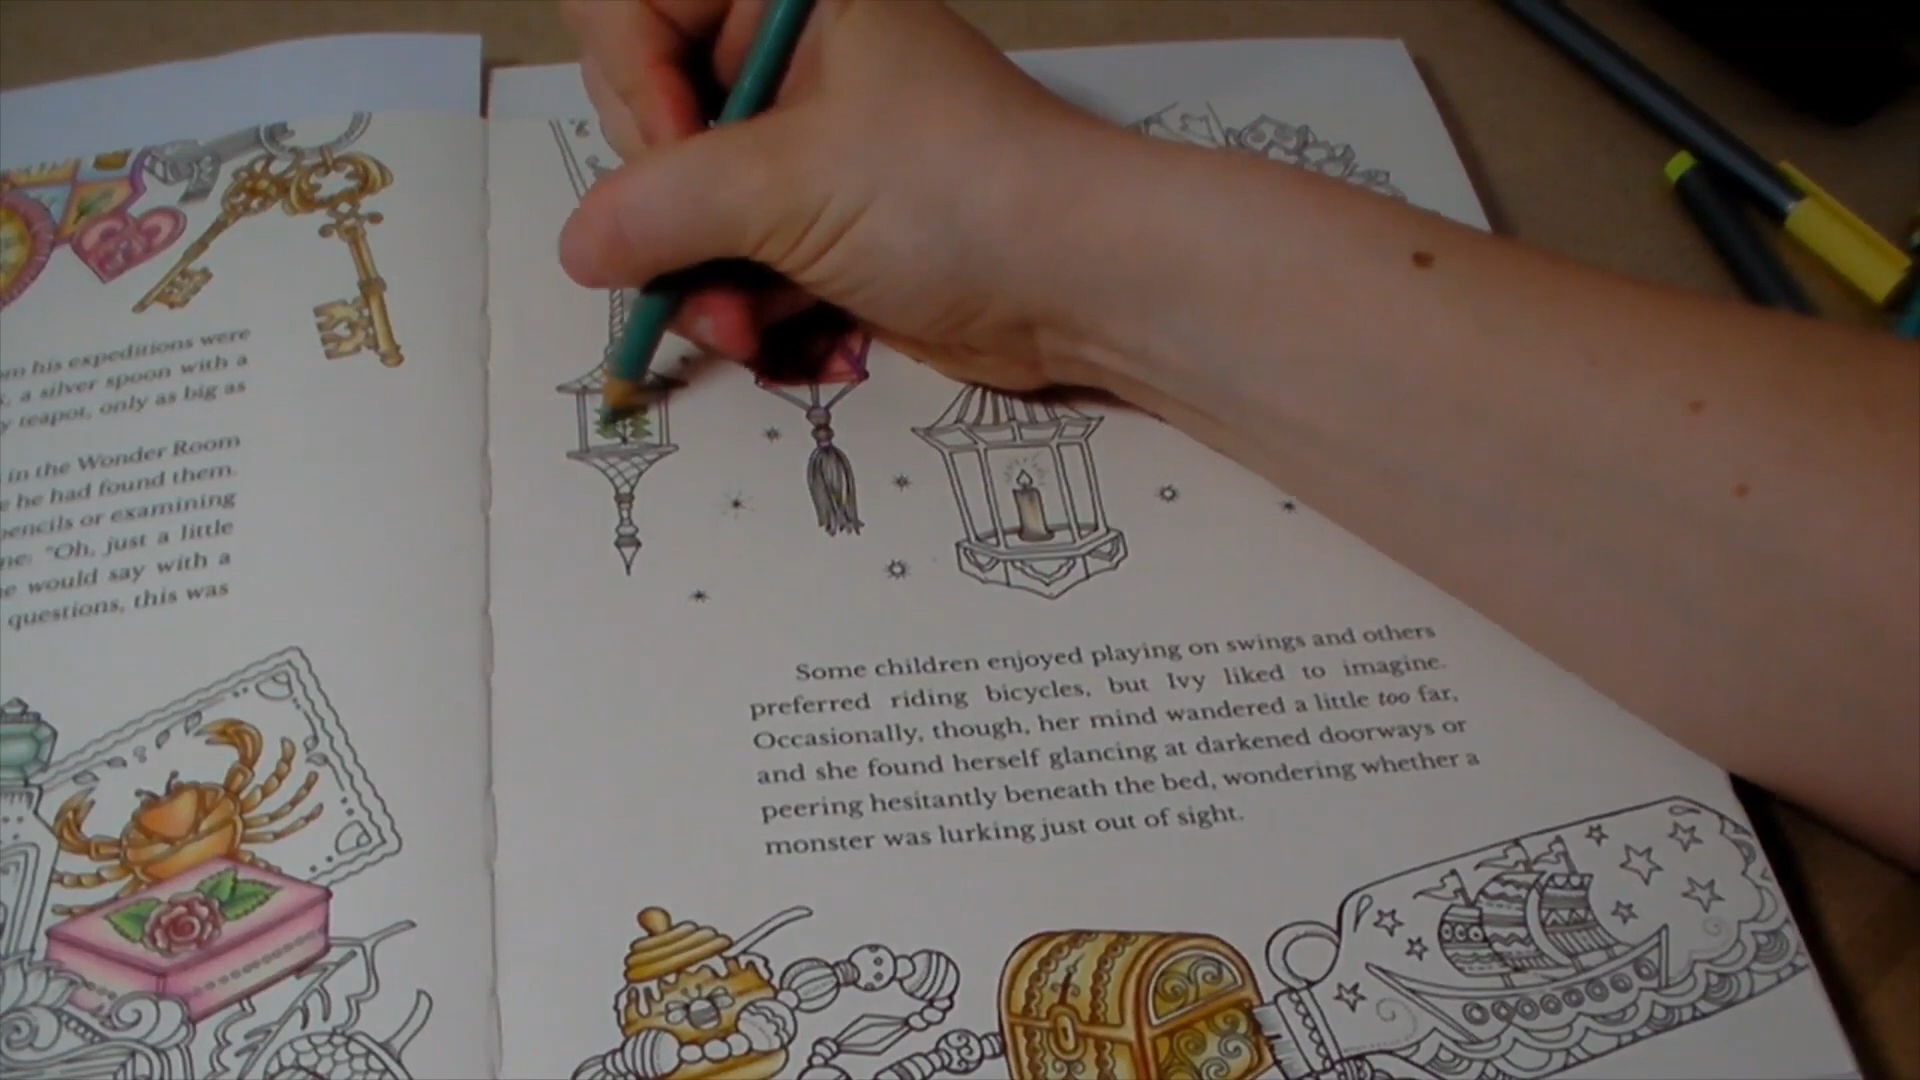 om his expeditions were
, a silver spoon with a
y teapot, only as big as
in the Wonder Room
e he had found them.
pencils or examining
ne: "Oh, just a little
e would say with a
questions, this was
Some children enjoyed playing on swings and others
preferred riding bicycles, but Ivy liked to imagine.
Occasionally, though, her mind wandered a little too far,
and she found herself glancing at darkened doorways or
peering hesitantly beneath the bed, wondering whether a
monster was lurking just out of sight.